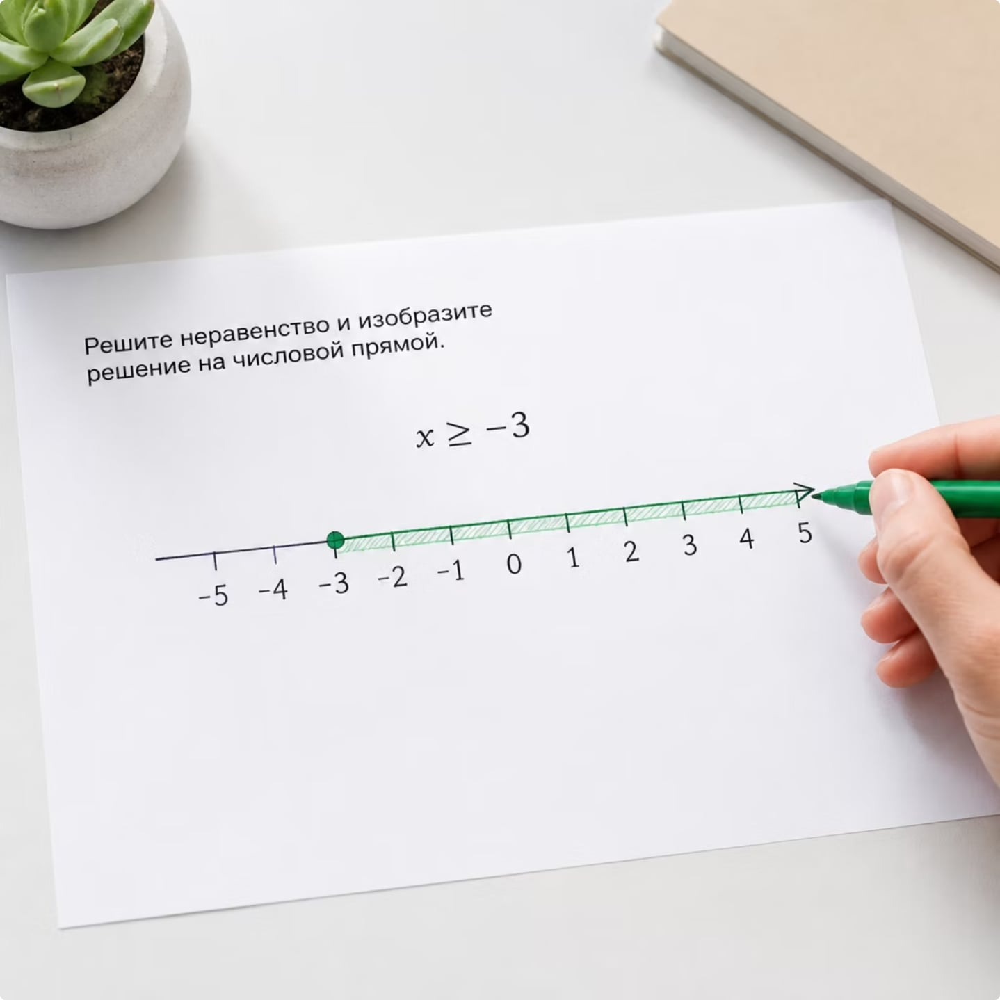 Решите неравенство и изобразите
решение на числовой прямой.
x ≥ −3
-5 -4 -3 -2 -1 0 1 2 3 4 5